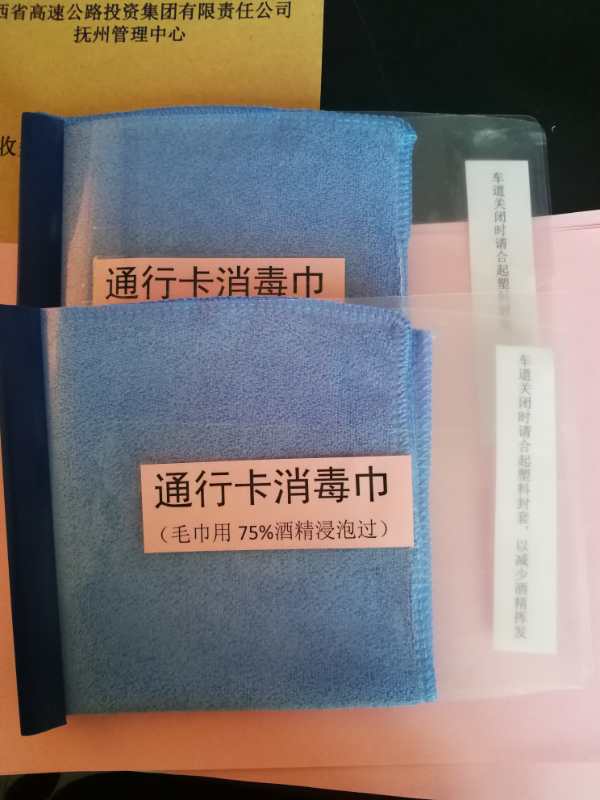 西省高速公路投资集团有限责任公司
抚州管理中心
收
通行卡消毒巾
车道关闭时请合起塑料封
通行卡消毒巾
（毛巾用 75%酒精浸泡过）
车道关闭时请合起塑料封套，以减少酒精挥发